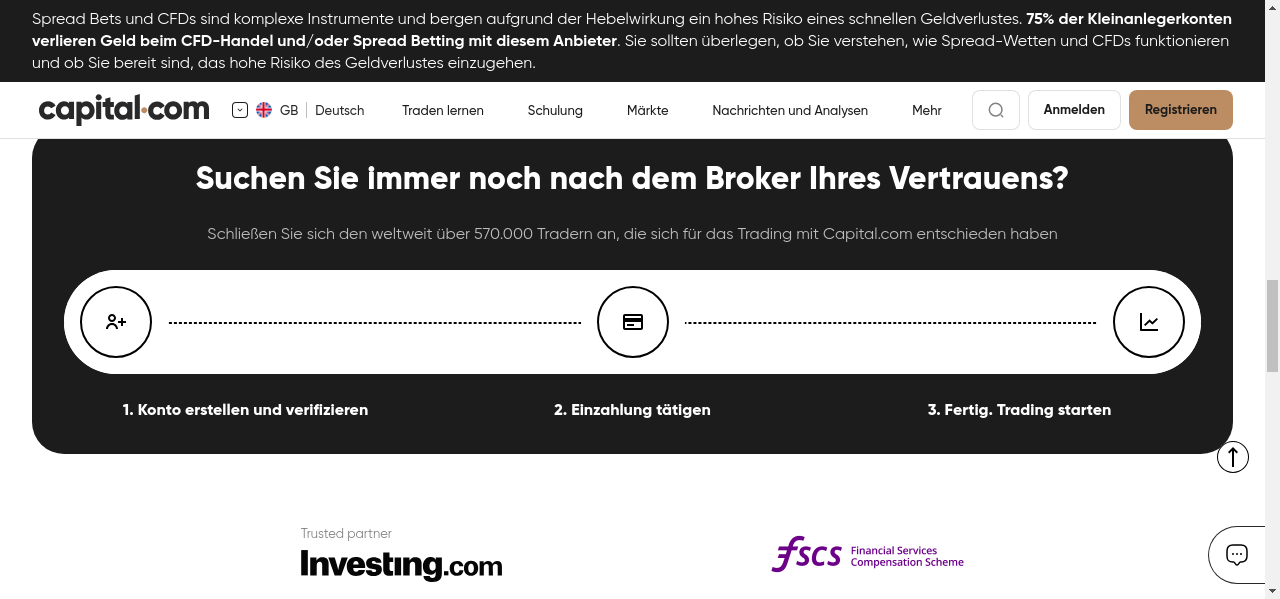 Spread Bets und CFDs sind komplexe Instrumente und bergen aufgrund der Hebelwirkung ein hohes Risiko eines schnellen Geldverlustes. 75% der Kleinanlegerkonten
verlieren Geld beim CFD-Handel und/oder Spread Betting mit diesem Anbieter. Sie sollten überlegen, ob Sie verstehen, wie Spread-Wetten und CFDs funktionieren
und ob Sie bereit sind, das hohe Risiko des Geldverlustes einzugehen.
capital.com GB Deutsch Traden lernen Schulung Märkte Nachrichten und Analysen Mehr Anmelden Registrieren
Suchen Sie immer noch nach dem Broker Ihres Vertrauens?
Schließen Sie sich den weltweit über 570.000 Tradern an, die sich für das Trading mit Capital.com entschieden haben
1. Konto erstellen und verifizieren 2. Einzahlung tätigen 3. Fertig. Trading starten
Trusted partner
Investing.com
fscs Financial Services
Compensation Scheme